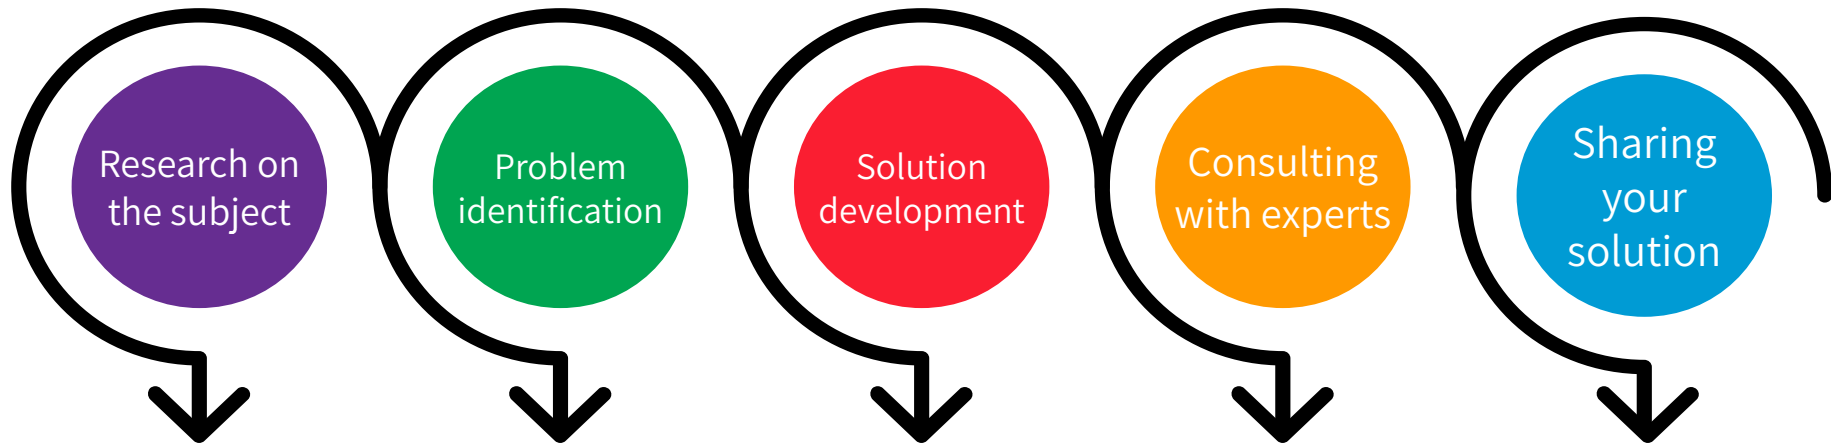 Research on
the subject
Problem
identification
Solution
development
Consulting
with experts
Sharing
your
solution